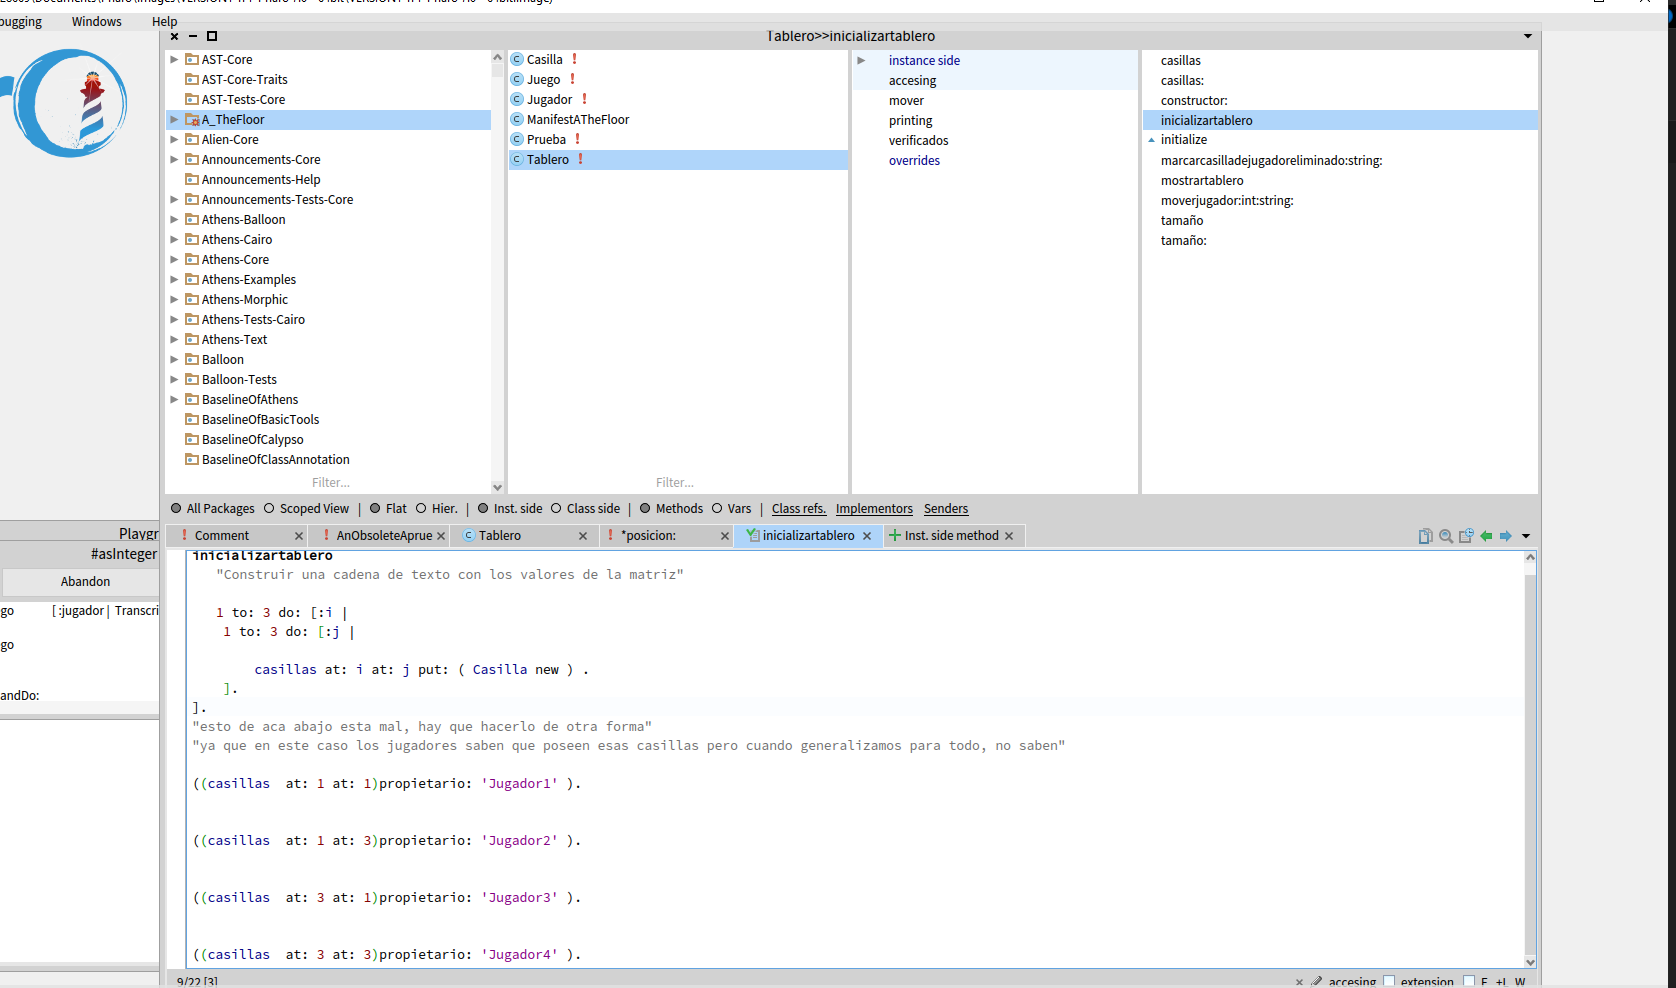 bugging Windows Help
Tablero>>inicializartablero
AST-Core
AST-Core-Traits
AST-Tests-Core
A_TheFloor
Alien-Core
Announcements-Core
Announcements-Help
Announcements-Tests-Core
Athens-Balloon
Athens-Cairo
Athens-Core
Athens-Examples
Athens-Morphic
Athens-Tests-Cairo
Athens-Text
Balloon
Balloon-Tests
BaselineOfAthens
BaselineOfBasicTools
BaselineOfCalypso
BaselineOfClassAnnotation
Filter...
Casilla !
Juego !
Jugador !
ManifestATheFloor
Prueba !
Tablero !
Filter...
instance side
accesing
mover
printing
verificados
overrides
casillas
casillas:
constructor:
inicializartablero
initialize
marcarcasilladejugadoreliminado:string:
mostrartablero
moverjugador:int:string:
tamaño
tamaño:
All Packages Scoped View | Flat Hier. | Inst. side Class side | Methods Vars | Class refs. Implementors Senders
Playgr
#asInteger
Abandon
go [ :jugador | Transcri
go
andDo:
! Comment ! AnObsoleteAprue Tablero ! *posicion: inicializartablero Inst. side method
inicializartablero
"Construir una cadena de texto con los valores de la matriz"
1 to: 3 do: [:i |
1 to: 3 do: [:j |
casillas at: i at: j put: ( Casilla new ) .
].
].
"esto de aca abajo esta mal, hay que hacerlo de otra forma"
"ya que en este caso los jugadores saben que poseen esas casillas pero cuando generalizamos para todo, no saben"
((casillas  at: 1 at: 1)propietario: 'Jugador1' ).
((casillas  at: 1 at: 3)propietario: 'Jugador2' ).
((casillas  at: 3 at: 1)propietario: 'Jugador3' ).
((casillas  at: 3 at: 3)propietario: 'Jugador4' ).
9/22 [3] accesing extension F +L W